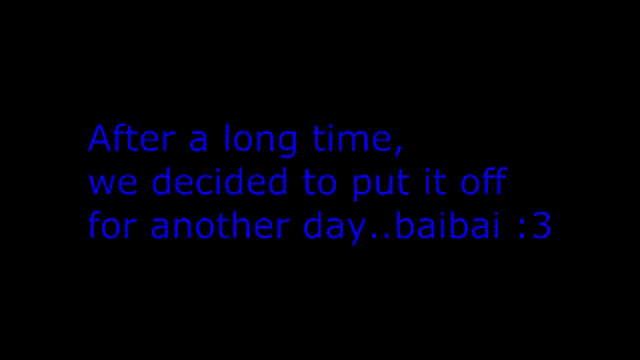 After a long time,
we decided to put it off
for another day..baibai :3